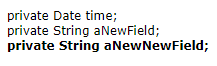 private Date time;
private String aNewField;
private String aNewNewField;